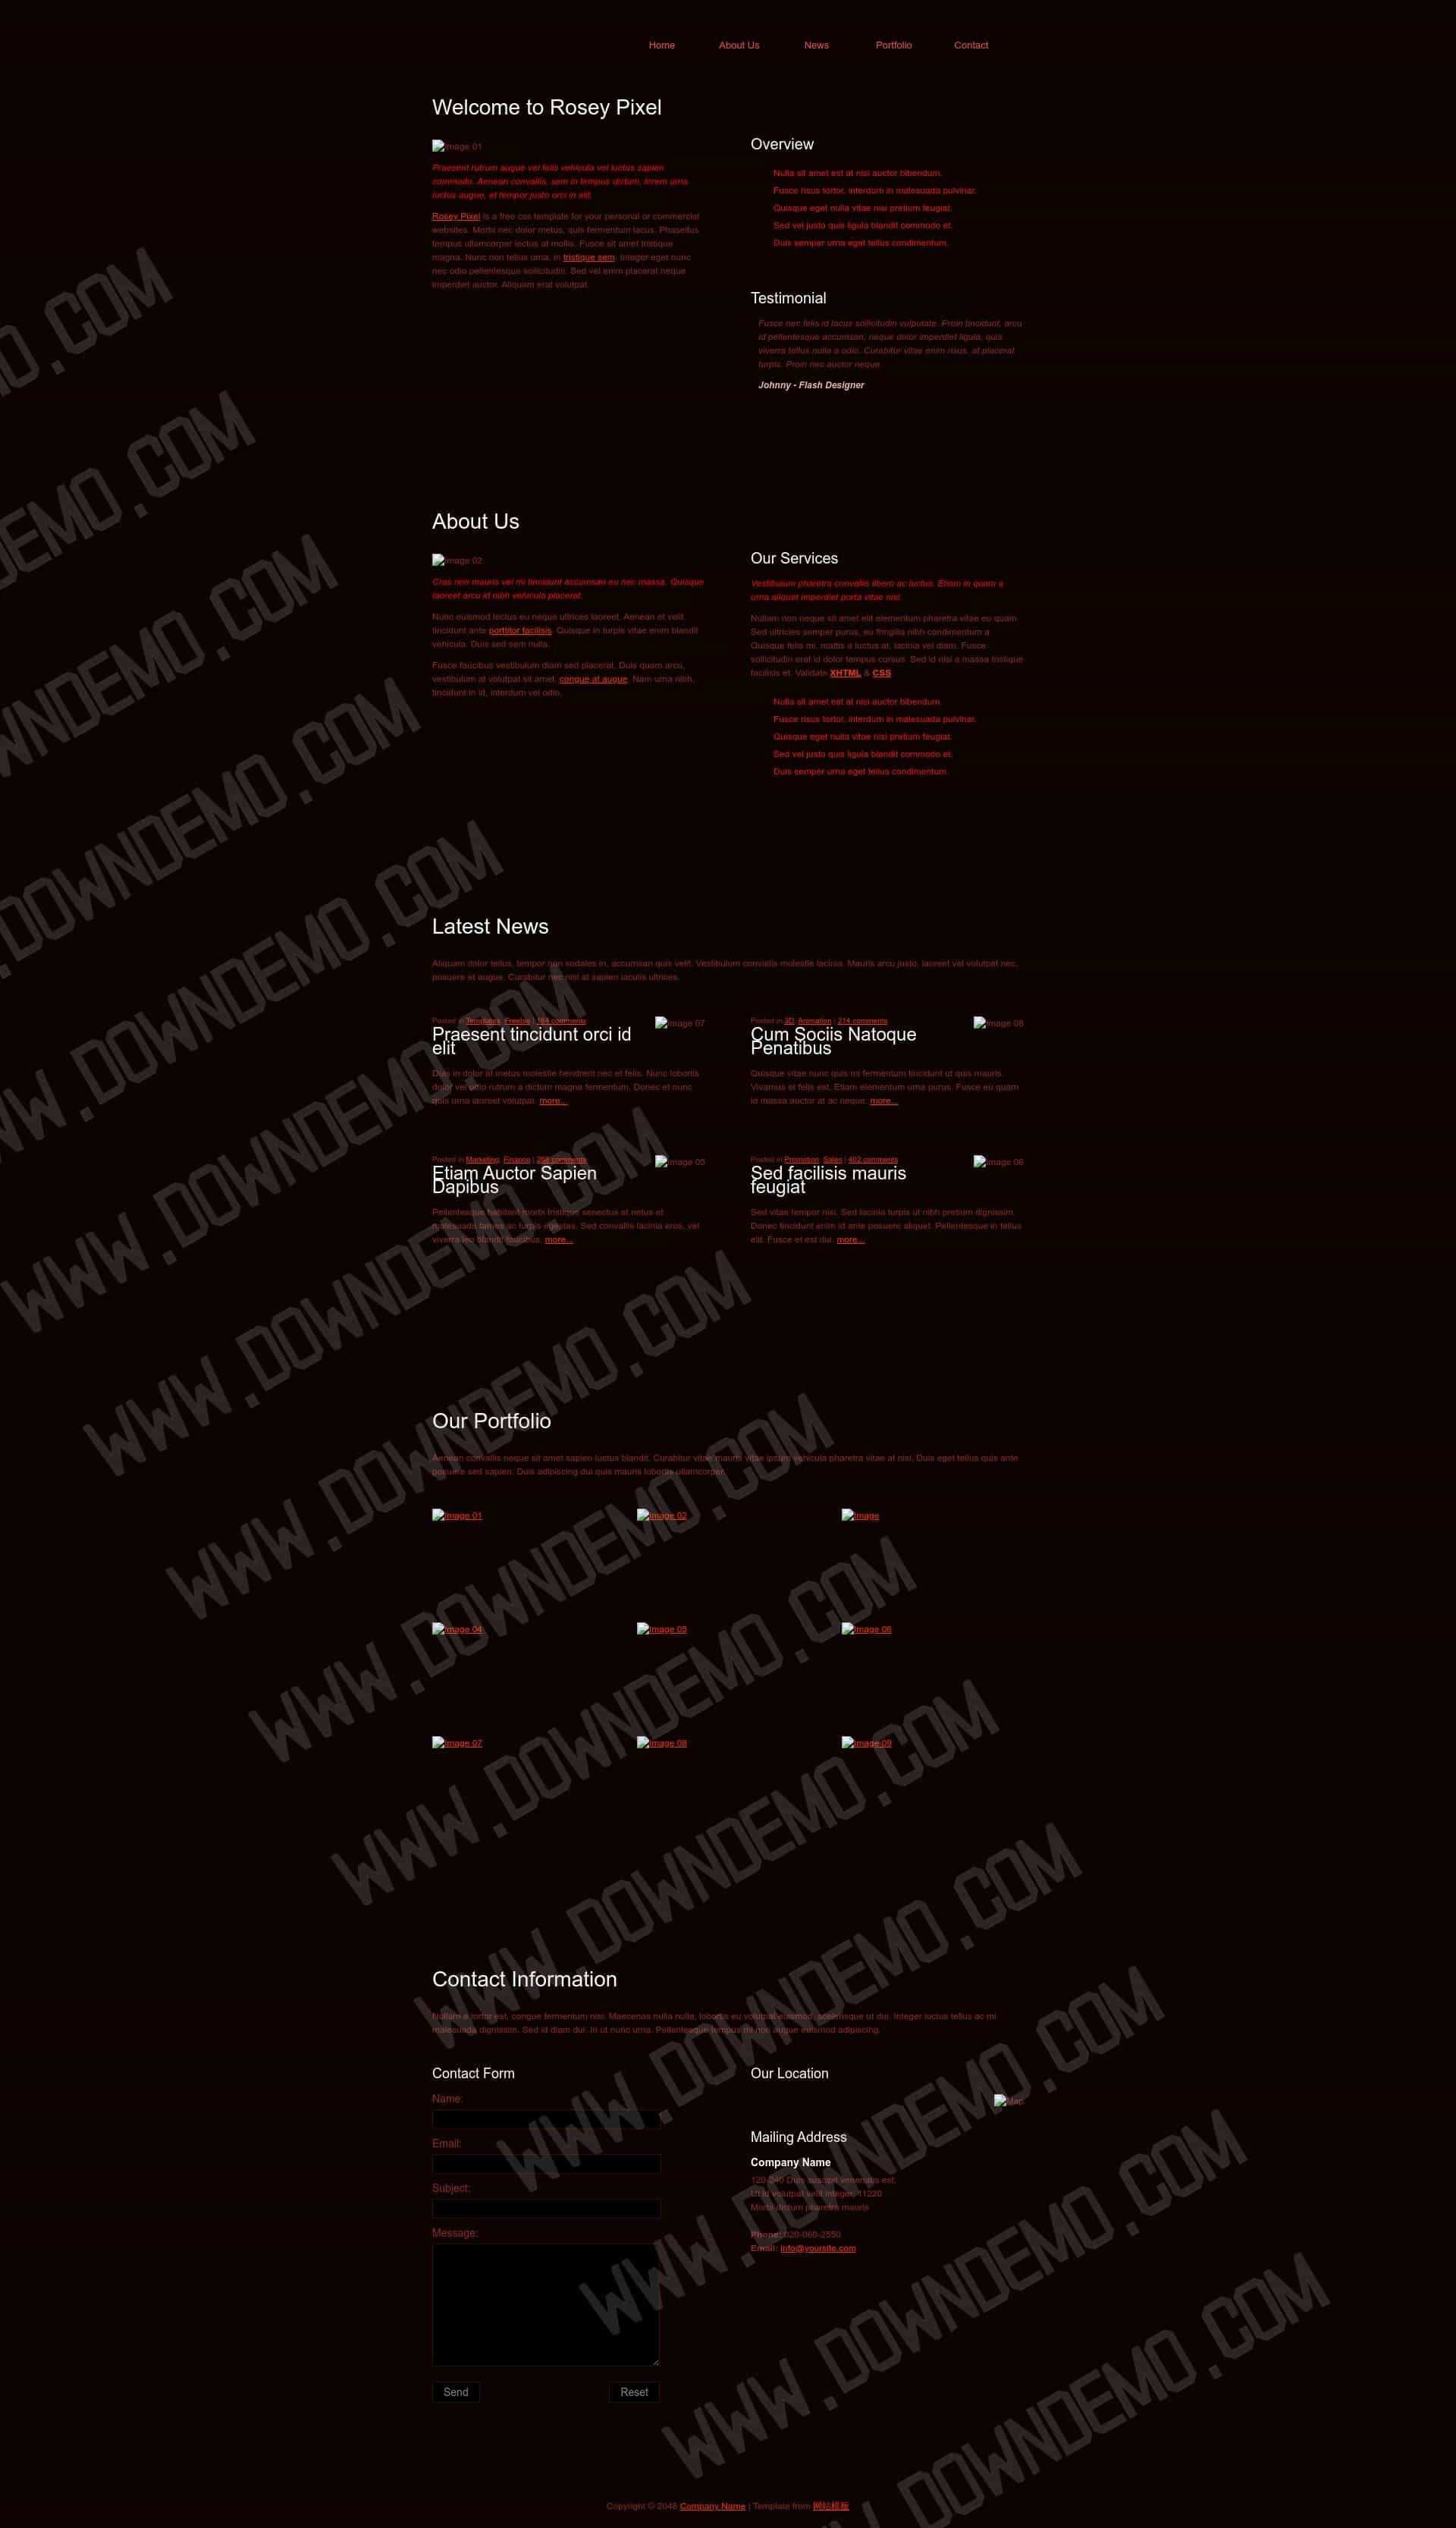 Home About Us News Portfolio Contact
Welcome to Rosey Pixel
Image 01
Praesent rutrum augue vel felis vehicula vel luctus sapien
commodo. Aenean convallis, sem in tempus dictum, lorem urna
luctus augue, et tempor justo orci in elit.
Rosey Pixel is a free css template for your personal or commercial
websites. Morbi nec dolor metus, quis fermentum lacus. Phasellus
tempus ullamcorper lectus at mollis. Fusce sit amet tristique
magna. Nunc non tellus urna, in tristique sem. Integer eget nunc
nec odio pellentesque sollicitudin. Sed vel enim placerat neque
imperdiet auctor. Aliquam erat volutpat.
Overview
Nulla sit amet est at nisi auctor bibendum.
Fusce risus tortor, interdum in malesuada pulvinar.
Quisque eget nulla vitae nisi pretium feugiat.
Sed vel justo quis ligula blandit commodo et.
Duis semper urna eget tellus condimentum.
Testimonial
Fusce nec felis id lacus sollicitudin vulputate. Proin tincidunt, arcu
id pellentesque accumsan, neque dolor imperdiet ligula, quis
viverra tellus nulla a odio. Curabitur vitae enim risus, at placerat
turpis. Proin nec auctor neque.
Johnny - Flash Designer
About Us
Image 02
Cras non mauris vel mi tincidunt accumsan eu nec massa. Quisque
laoreet arcu id nibh vehicula placerat.
Nunc euismod lectus eu neque ultrices laoreet. Aenean et velit
tincidunt ante porttitor facilisis. Quisque in turpis vitae enim blandit
vehicula. Duis sed sem nulla.
Fusce faucibus vestibulum diam sed placerat. Duis quam arcu,
vestibulum at volutpat sit amet, congue at augue. Nam urna nibh,
tincidunt in id, interdum vel odio.
Our Services
Vestibulum pharetra convallis libero ac luctus. Etiam in quam a
urna aliquet imperdiet porta vitae nisl.
Nullam non neque sit amet elit elementum pharetra vitae eu quam.
Sed ultricies semper purus, eu fringilla nibh condimentum a.
Quisque felis mi, mattis a luctus at, lacinia vel diam. Fusce
sollicitudin erat id dolor tempus cursus. Sed id nisi a massa tristique
facilisis et. Validate XHTML & CSS.
Nulla sit amet est at nisi auctor bibendum.
Fusce risus tortor, interdum in malesuada pulvinar.
Quisque eget nulla vitae nisi pretium feugiat.
Sed vel justo quis ligula blandit commodo et.
Duis semper urna eget tellus condimentum.
Latest News
Aliquam dolor tellus, tempor non sodales in, accumsan quis velit. Vestibulum convallis molestie lacinia. Mauris arcu justo, laoreet vel volutpat nec,
posuere et augue. Curabitur nec nisl at sapien iaculis ultrices.
Posted in Templates, Freebie | 184 comments
Image 07
Praesent tincidunt orci id
elit
Duis in dolor at metus molestie hendrerit nec et felis. Nunc lobortis
dolor vel odio rutrum a dictum magna fermentum. Donec et nunc
quis urna laoreet volutpat. more...
Posted in 3D, Animation | 214 comments
Image 08
Cum Sociis Natoque
Penatibus
Quisque vitae nunc quis mi fermentum tincidunt ut quis mauris.
Vivamus et felis est. Etiam elementum urna purus. Fusce eu quam
id massa auctor at ac neque. more...
Posted in Marketing, Finance | 268 comments
Image 05
Etiam Auctor Sapien
Dapibus
Pellentesque habitant morbi tristique senectus et netus et
malesuada fames ac turpis egestas. Sed convallis lacinia eros, vel
viverra leo blandit faucibus. more...
Posted in Promotion, Sales | 402 comments
Image 06
Sed facilisis mauris
feugiat
Sed vitae tempor nisi. Sed lacinia turpis ut nibh pretium dignissim.
Donec tincidunt enim id ante posuere aliquet. Pellentesque in tellus
elit. Fusce et est dui. more...
Our Portfolio
Aenean convallis neque sit amet sapien luctus blandit. Curabitur vitae mauris vitae ipsum vehicula pharetra vitae at nisl. Duis eget tellus quis ante
posuere sed sapien. Duis adipiscing dui quis mauris lobortis ullamcorper.
Image 01 Image 02 Image
Image 04 Image 05 Image 06
Image 07 Image 08 Image 09
Contact Information
Nullam a tortor est, congue fermentum nisi. Maecenas nulla nulla, lobortis eu volutpat euismod, scelerisque ut dui. Integer luctus tellus ac mi
malesuada dignissim. Sed id diam dui. In ut nunc urna. Pellentesque tempus mi non augue euismod adipiscing.
Contact Form
Name:
Email:
Subject:
Message:
Send Reset
Our Location
Map
Mailing Address
Company Name
120-240 Duis suscipit venenatis est,
Ut id volutpat velit integer, 11220
Morbi dictum pharetra mauris
Phone: 020-060-2550
Email: info@yoursite.com
Copyright © 2048 Company Name | Template from 网站模板
WWW.DOWNDEMO.COM